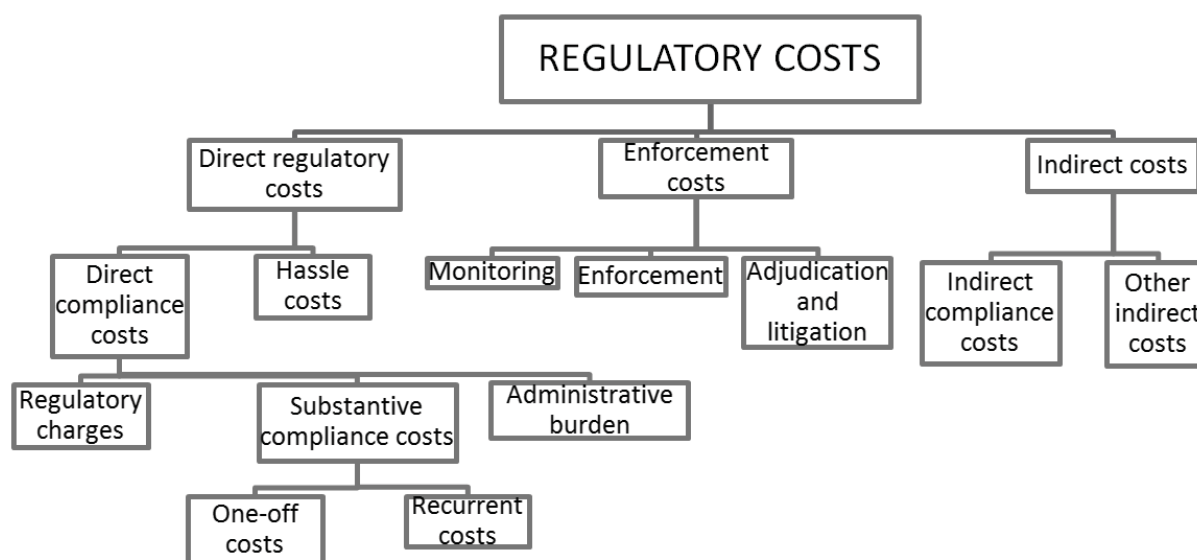 REGULATORY COSTS
Direct regulatory
costs
Enforcement
costs
Indirect costs
Direct
compliance
costs
Hassle
costs
Monitoring
Enforcement
Adjudication
and
litigation
Indirect
compliance
costs
Other
indirect
costs
Regulatory
charges
Substantive
compliance costs
Administrative
burden
One-off
costs
Recurrent
costs